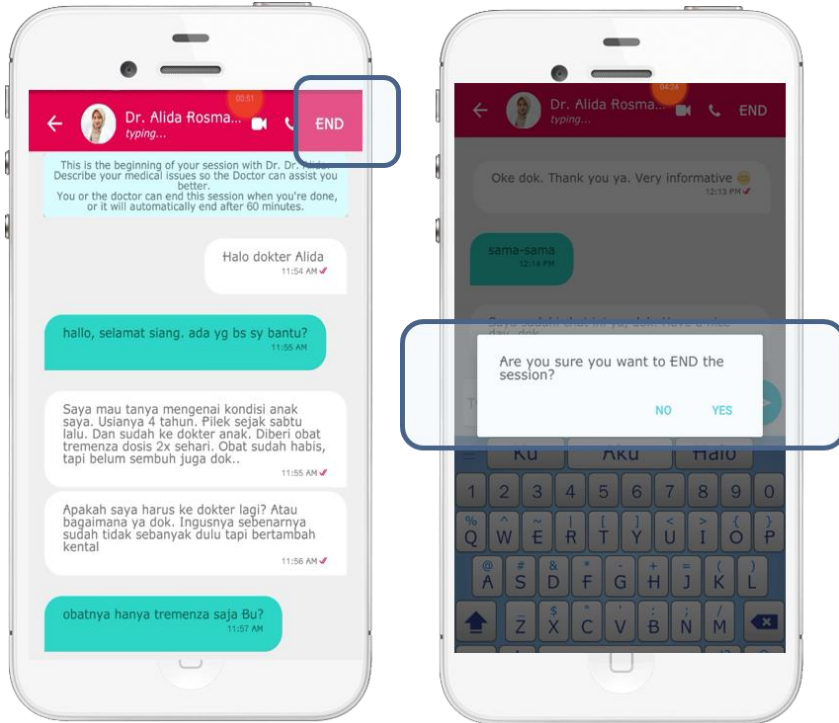 00:51
Dr. Alida Rosma...
typing...
END
This is the beginning of your session with Dr. Dr. Alida.
Describe your medical issues so the Doctor can assist you
better.
You or the doctor can end this session when you're done,
or it will automatically end after 60 minutes.
Halo dokter Alida
11:54 AM
hallo, selamat siang. ada yg bs sy bantu?
11:55 AM
Saya mau tanya mengenai kondisi anak
saya. Usianya 4 tahun. Pilek sejak sabtu
lalu. Dan sudah ke dokter anak. Diberi obat
tremenza dosis 2x sehari. Obat sudah habis,
tapi belum sembuh juga dok..
11:55 AM
Apakah saya harus ke dokter lagi? Atau
bagaimana ya dok. Ingusnya sebenarnya
sudah tidak sebanyak dulu tapi bertambah
kental
11:56 AM
obatnya hanya tremenza saja Bu?
11:57 AM
04:24
Dr. Alida Rosma...
typing...
END
Oke dok. Thank you ya. Very informative
12:13 PM
sama-sama
12:14 PM
day, dok
Are you sure you want to END the
session?
NO YES
Ku Aku Halo
1 2 3 4 5 6 7 8 9 0
% ^ ~ | [ ] < > { }
Q W E R T Y U I O P
@ # & * - + = ( )
A S D F G H J K L
Z X C V B N M